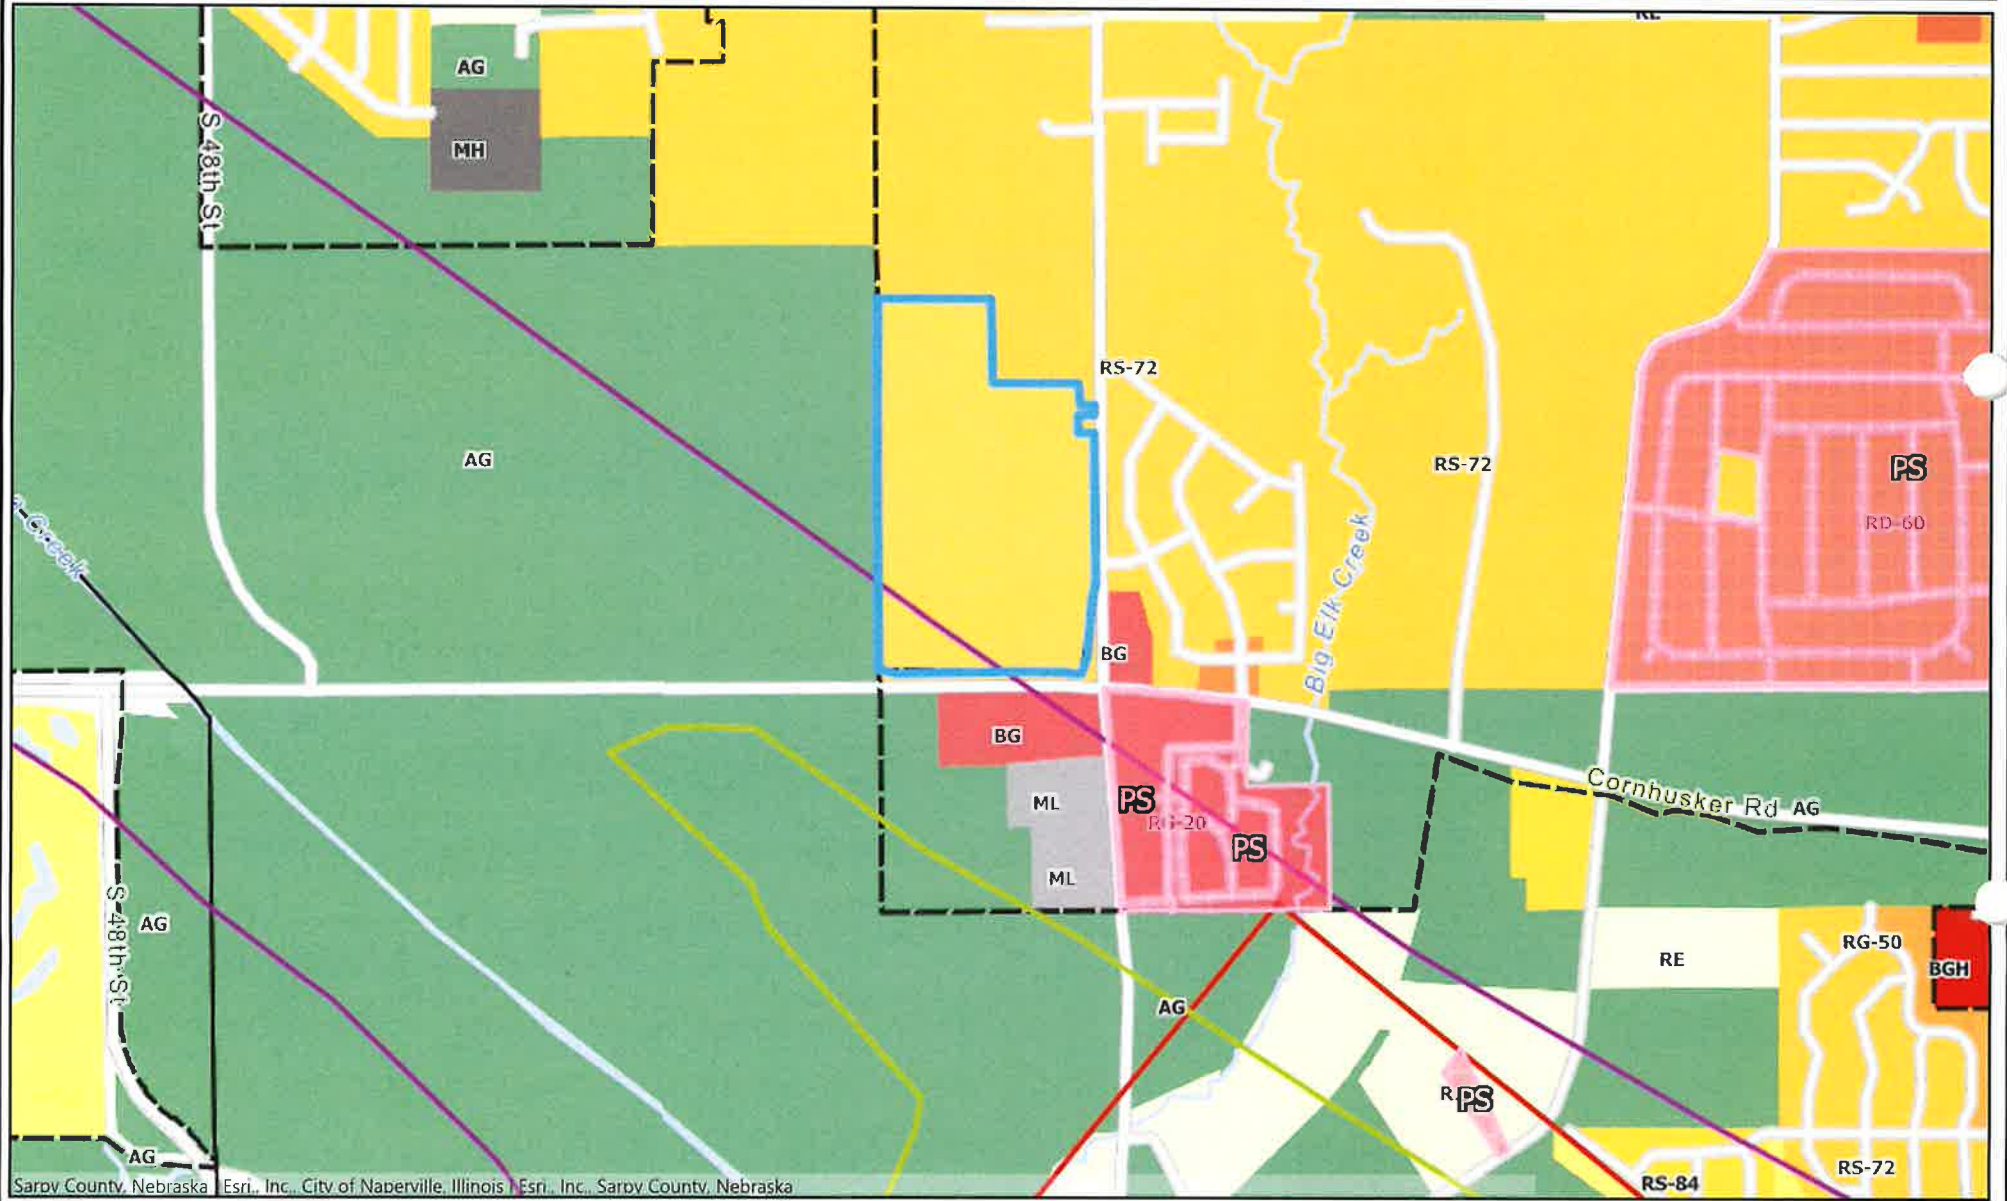 AG
MH
S 48th St
RS-72
AG
RS-72
PS
RD-60
Creek
Big Elk Creek
BG
BG
ML
PS
RG-20
PS
ML
Cornhusker Rd
AG
S 48th St
AG
RG-50
RE
BGH
AG
PS
AG
RS-72
RS-84
Sarpy County, Nebraska | Esri., Inc., City of Naperville, Illinois | Esri., Inc., Sarpy County, Nebraska